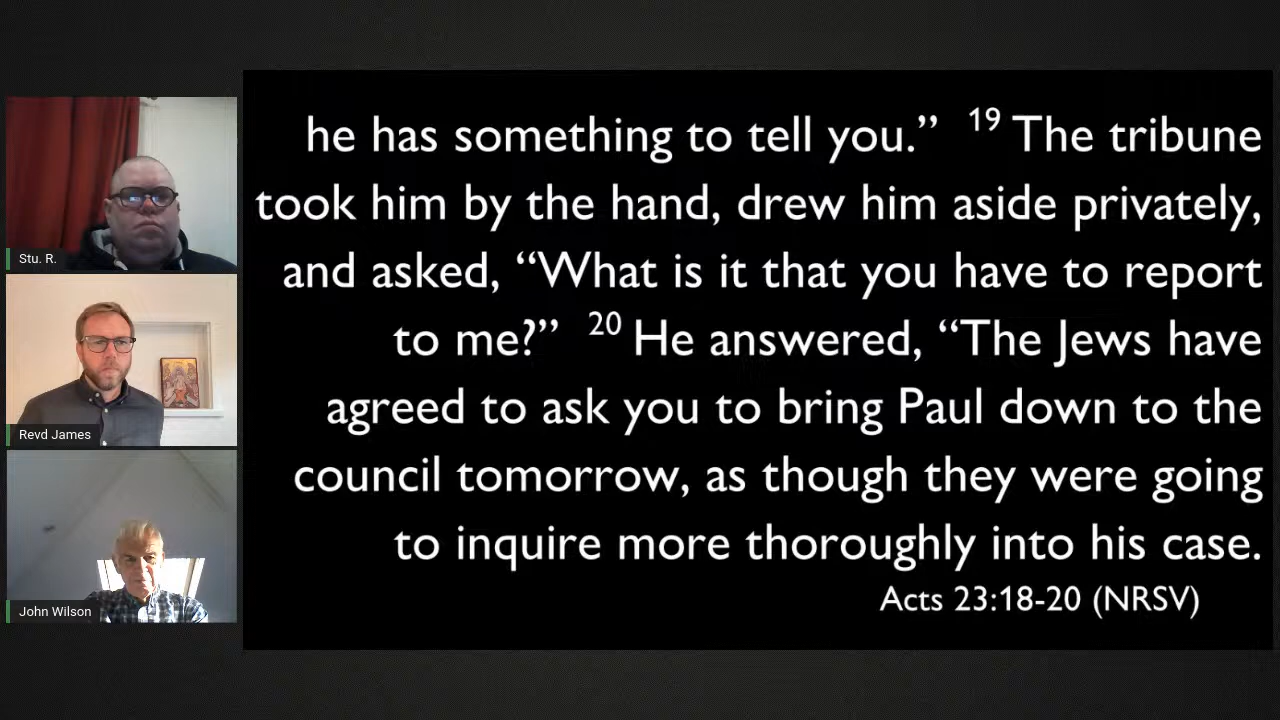 Stu. R.
Revd James
John Wilson
he has something to tell you.” 19 The tribune
took him by the hand, drew him aside privately,
and asked, “What is it that you have to report
to me?” 20 He answered, “The Jews have
agreed to ask you to bring Paul down to the
council tomorrow, as though they were going
to inquire more thoroughly into his case.
Acts 23:18-20 (NRSV)